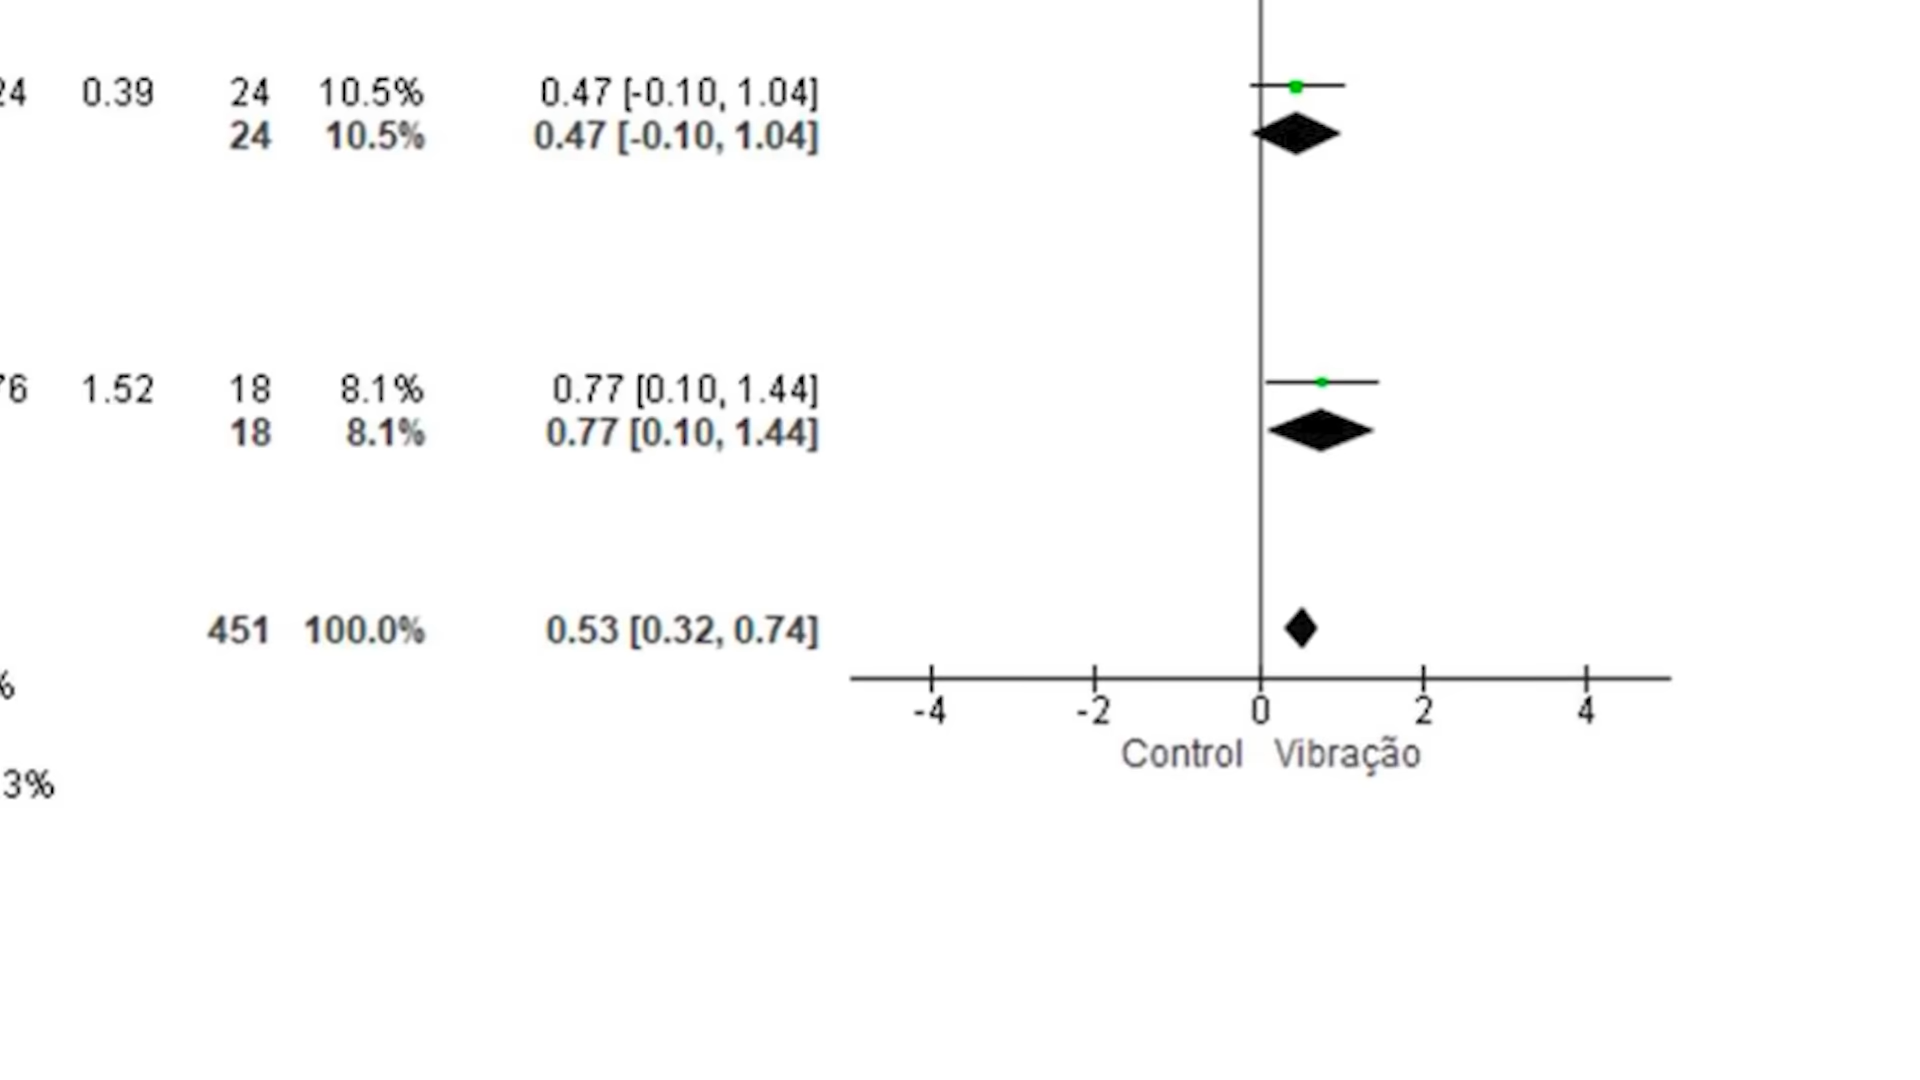 24 0.39 24 10.5% 0.47 [-0.10, 1.04]
24 10.5% 0.47 [-0.10, 1.04]
76 1.52 18 8.1% 0.77 [0.10, 1.44]
18 8.1% 0.77 [0.10, 1.44]
451 100.0% 0.53 [0.32, 0.74]
%
-4 -2 0 2 4
Control Vibração
3%